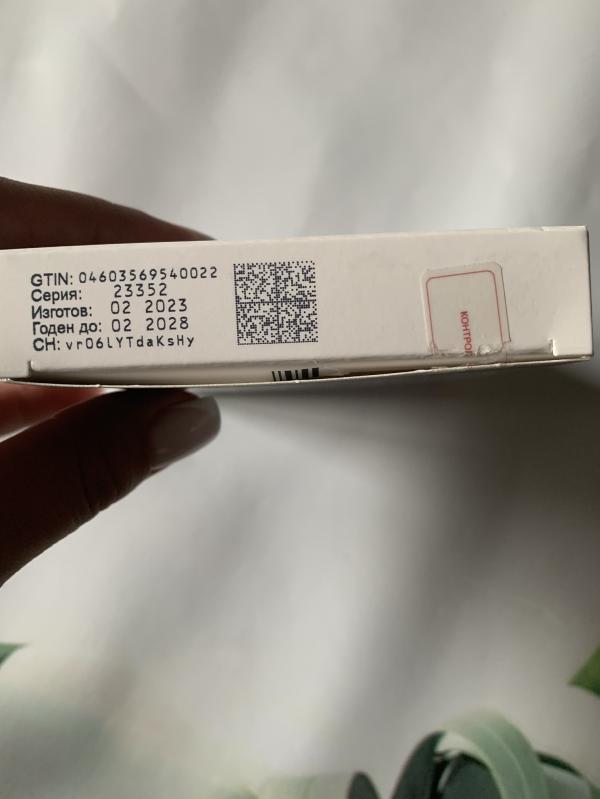 GTIN: 04603569540022
Серия: 23352
Изготов: 02 2023
Годен до: 02 2028
СН: vr06lYTdaKsHy